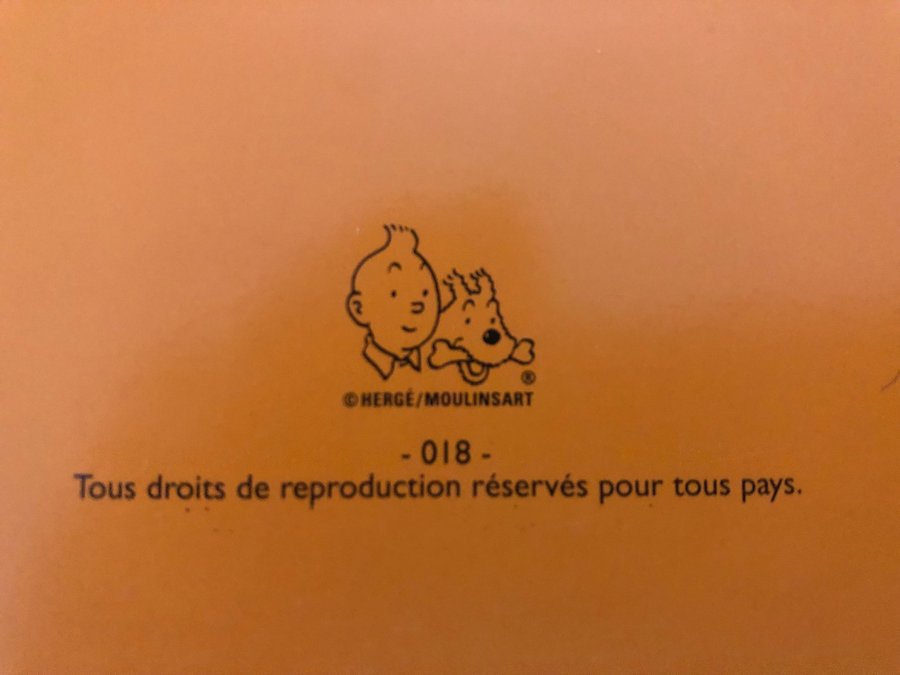 ®
©HERGÉ/MOULINSART
- 018 -
Tous droits de reproduction réservés pour tous pays.